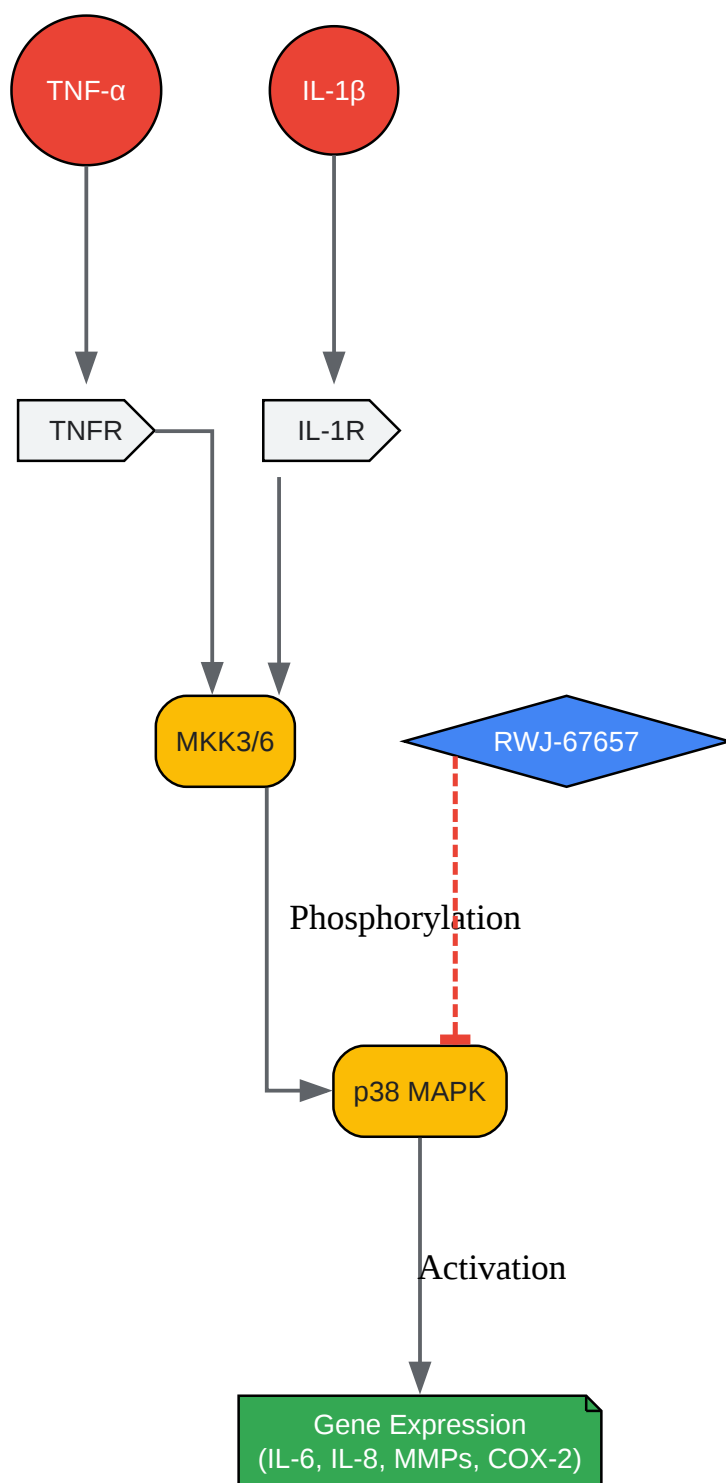 TNF-α
IL-1β
TNFR
IL-1R
MKK3/6
RWJ-67657
Phosphorylation
p38 MAPK
Activation
Gene Expression
(IL-6, IL-8, MMPs, COX-2)